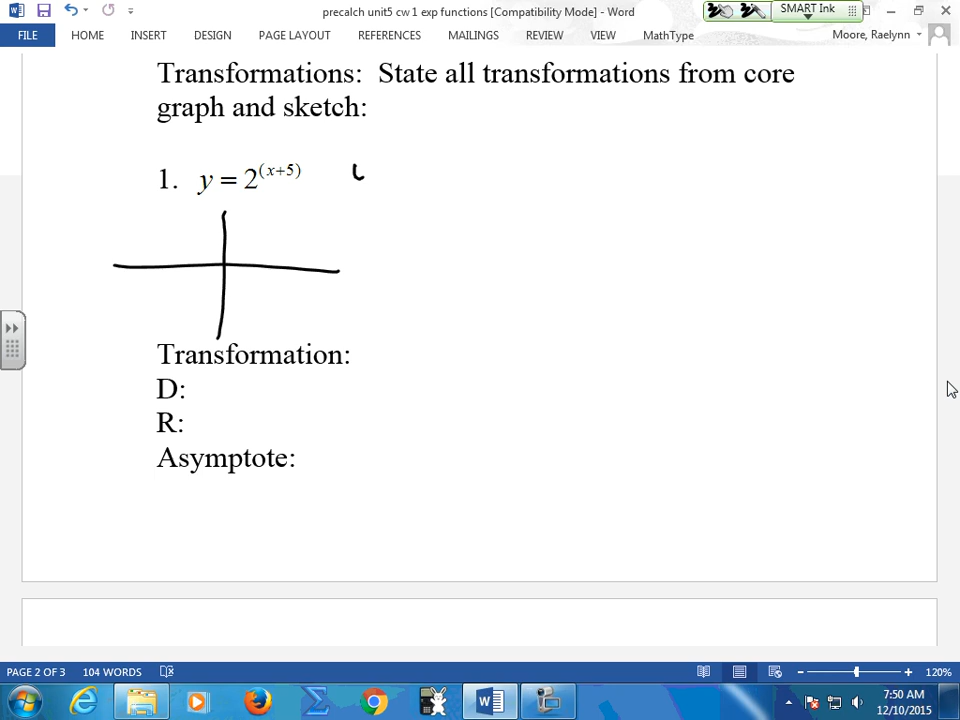 precalch unit5 cw 1 exp functions [Compatibility Mode] - Word
SMART Ink
FILE HOME INSERT DESIGN PAGE LAYOUT REFERENCES MAILINGS REVIEW VIEW MathType Moore, Raelynn
Transformations: State all transformations from core
graph and sketch:
1. y = 2^(x+5)
Transformation:
D:
R:
Asymptote:
PAGE 2 OF 3 104 WORDS 120%
7:50 AM
12/10/2015